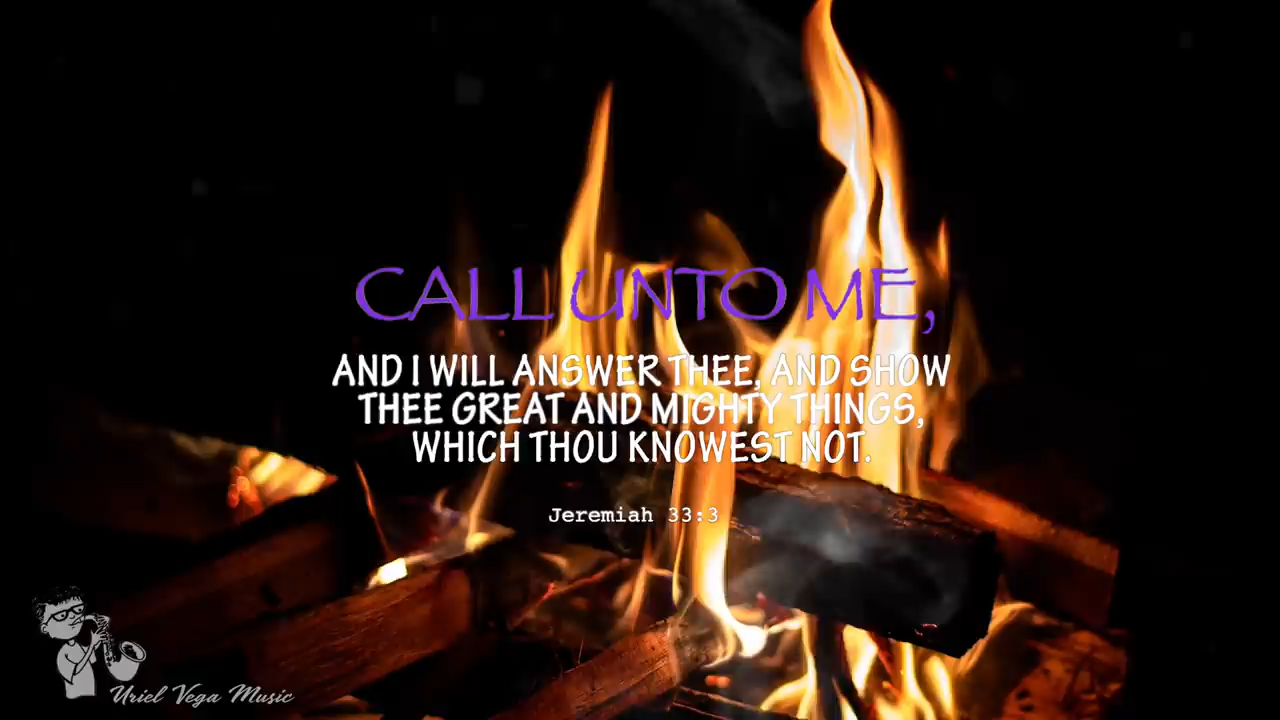 CALL UNTO ME,
AND I WILL ANSWER THEE, AND SHOW
THEE GREAT AND MIGHTY THINGS,
WHICH THOU KNOWEST NOT.
Jeremiah 33:3
Uriel Vega Music